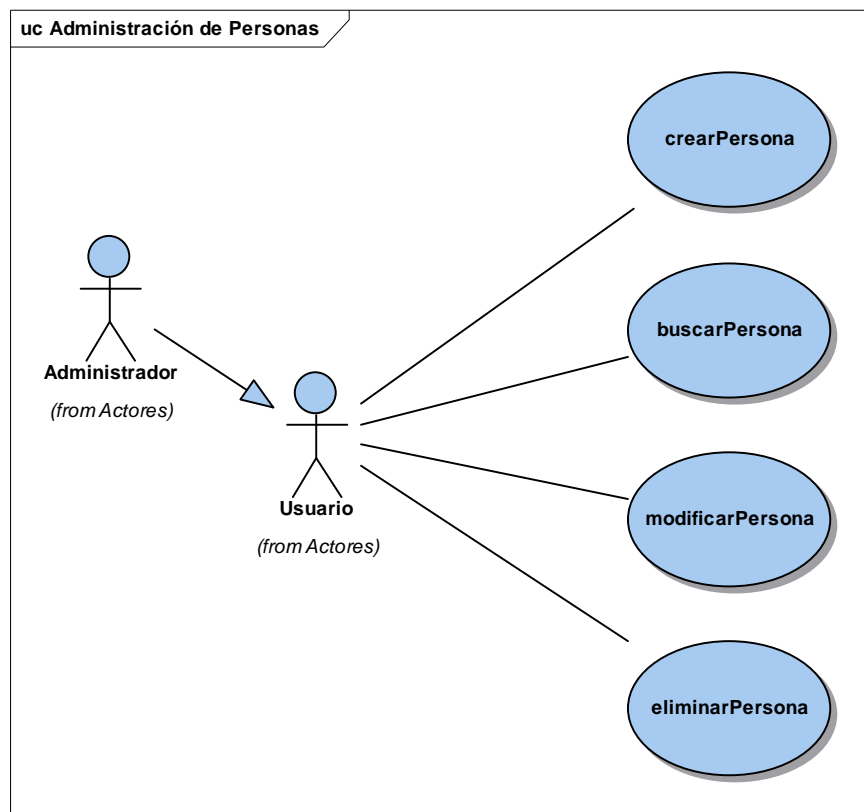 uc Administración de Personas
crearPersona
buscarPersona
Administrador
(from Actores)
Usuario
(from Actores)
modificarPersona
eliminarPersona